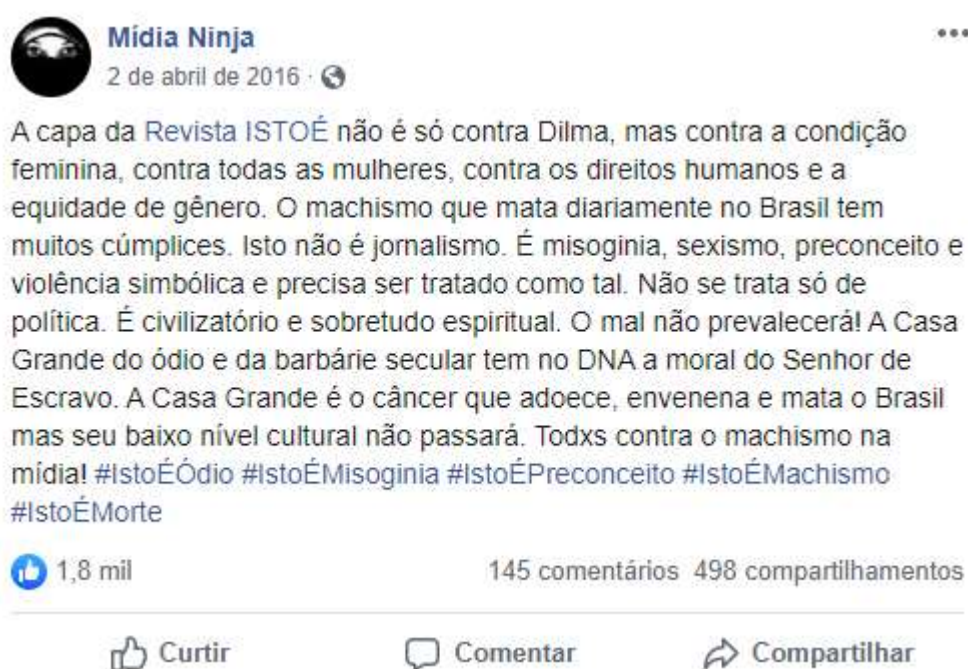 Mídia Ninja
2 de abril de 2016 ·
A capa da Revista ISTOÉ não é só contra Dilma, mas contra a condição
feminina, contra todas as mulheres, contra os direitos humanos e a
equidade de gênero. O machismo que mata diariamente no Brasil tem
muitos cúmplices. Isto não é jornalismo. É misoginia, sexismo, preconceito e
violência simbólica e precisa ser tratado como tal. Não se trata só de
política. É civilizatório e sobretudo espiritual. O mal não prevalecerá! A Casa
Grande do ódio e da barbárie secular tem no DNA a moral do Senhor de
Escravo. A Casa Grande é o câncer que adoece, envenena e mata o Brasil
mas seu baixo nível cultural não passará. Todxs contra o machismo na
mídia! #IstoÉÓdio #IstoÉMisoginia #IstoÉPreconceito #IstoÉMachismo
#IstoÉMorte
1,8 mil 145 comentários 498 compartilhamentos
Curtir Comentar Compartilhar